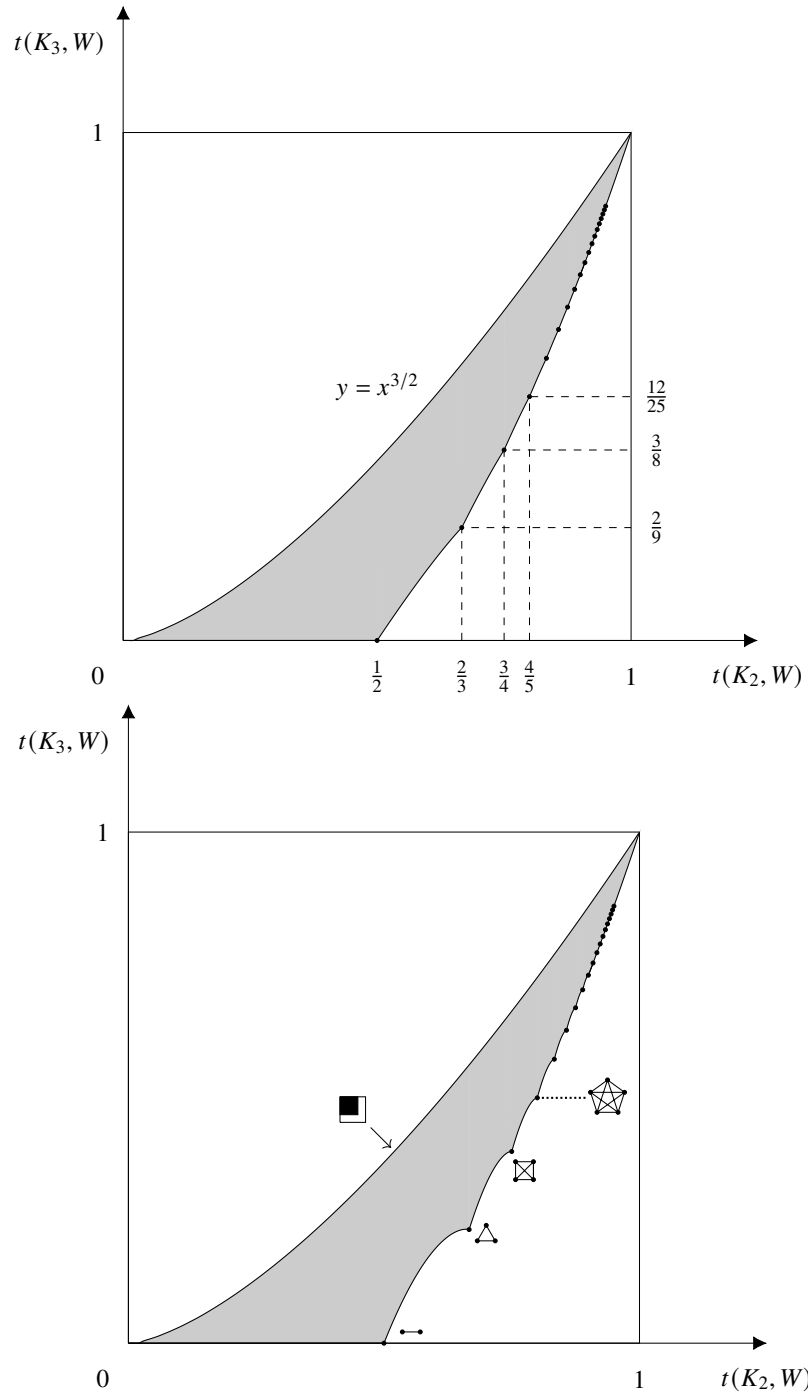 t(K₃, W)
1
y = x^{3/2}
12/25
3/8
2/9
0 1/2 2/3 3/4 4/5 1 t(K₂, W)
t(K₃, W)
1
0 1 t(K₂, W)